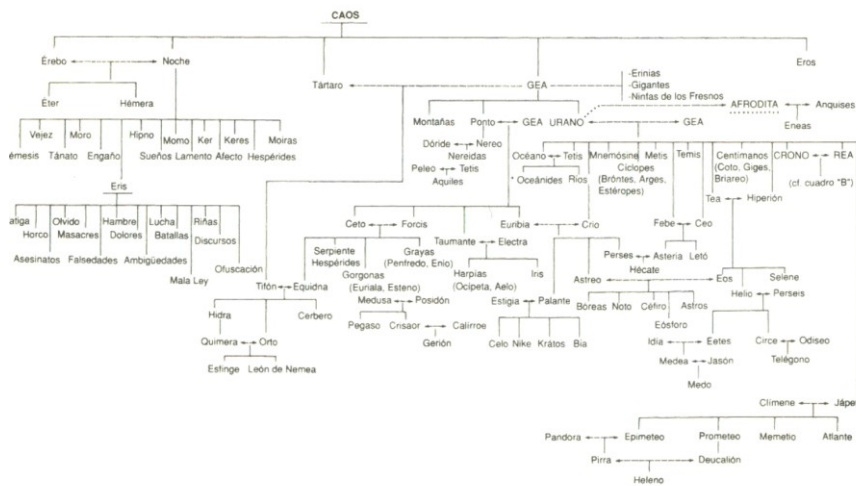 CAOS
Érebo Noche Tártaro GEA Eros
-Erinias
-Gigantes
-Ninfas de los Fresnos
Éter Hémera
Montañas Ponto GEA URANO GEA AFRODITA Anquises
Eneas
Vejez Moro Hipno Momo Ker Keres Moiras
Tánato Engaño Sueños Lamento Afecto Hespérides
Dóride Nereo
Nereidas
Peleo Tetis
Aquiles
Océano Tetis Mnemósine Metis Temis Centimanos CRONO REA
Cíclopes (Coto, Giges,
(Bróntes, Arges, Briareo) (cf. cuadro "B")
Estéropes)
Oceánides Ríos
Tea Hiperión
Eris
Olvido Hambre Lucha Riñas
Horco Masacres Dolores Batallas Discursos
Asesinatos Falsedades Ambigüedades
Mala Ley Ofuscación
Ceto Forcis Euribia Crio Febe Ceo
Taumante Electra
Serpiente Grayas
Hespérides (Penfredo, Enio)
Gorgonas
(Euriala, Esteno)
Harpías Iris
(Ocípeta, Aelo)
Perses Asteria Letó
Hécate
Astreo Eos Selene
Tifón Equidna
Medusa Posidón
Estigia Palante
Bóreas Noto Céfiro Astros
Eósforo
Helio Perseis
Hidra Cerbero
Pegaso Crisaor Calirroe
Gerión
Celo Nike Krátos Bía
Quimera Orto
Esfinge León de Nemea
Idía Eetes Circe Odiseo
Medea Jasón Telégono
Medo
Clímene
Pandora Epimeteo Prometeo Memetio Atlante
Pirra Deucalión
Heleno